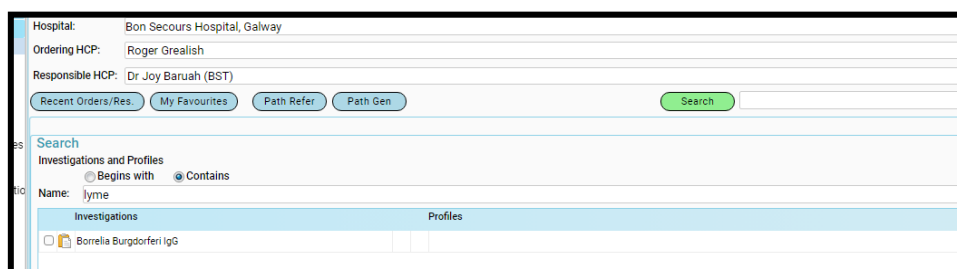 Hospital: Bon Secours Hospital, Galway
Ordering HCP: Roger Grealish
Responsible HCP: Dr Joy Baruah (BST)
Recent Orders/Res. My Favourites Path Refer Path Gen Search
es Search
Investigations and Profiles
Begins with Contains
tio Name: lyme
Investigations Profiles
Borrelia Burgdorferi IgG